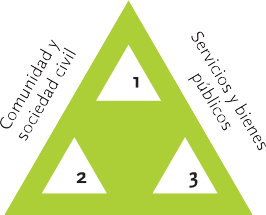 Comunidad y
sociedad civil
Servicios y bienes
públicos
1
2
3